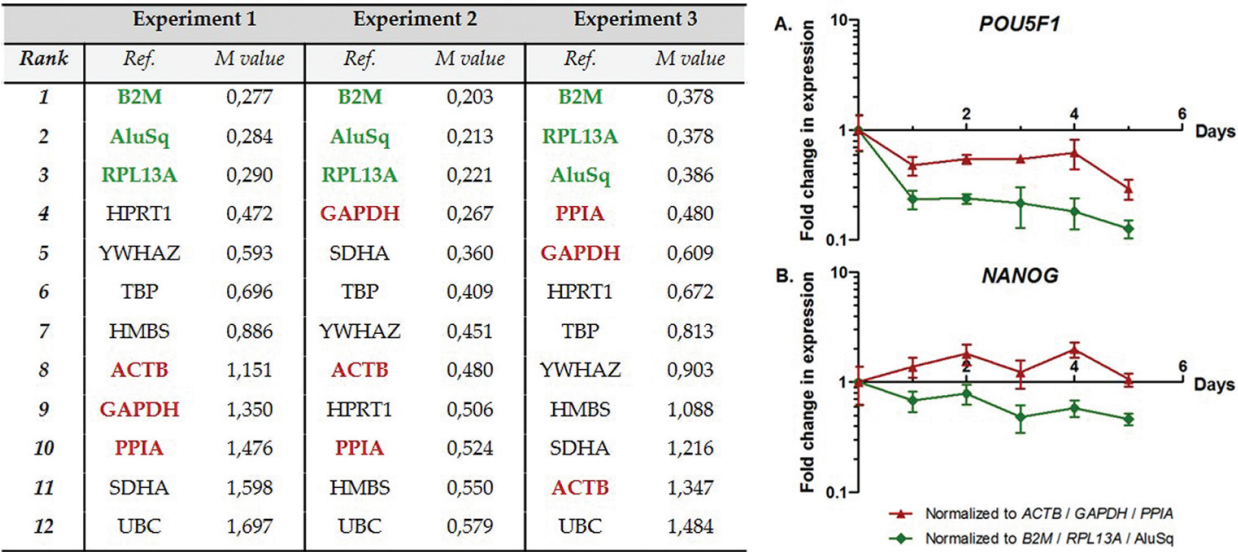 Experiment 1 Experiment 2 Experiment 3
Rank Ref. M value Ref. M value Ref. M value
1 B2M 0,277 B2M 0,203 B2M 0,378
2 AluSq 0,284 AluSq 0,213 RPL13A 0,378
3 RPL13A 0,290 RPL13A 0,221 AluSq 0,386
4 HPRT1 0,472 GAPDH 0,267 PPIA 0,480
5 YWHAZ 0,593 SDHA 0,360 GAPDH 0,609
6 TBP 0,696 TBP 0,409 HPRT1 0,672
7 HMBS 0,886 YWHAZ 0,451 TBP 0,813
8 ACTB 1,151 ACTB 0,480 YWHAZ 0,903
9 GAPDH 1,350 HPRT1 0,506 HMBS 1,088
10 PPIA 1,476 PPIA 0,524 SDHA 1,216
11 SDHA 1,598 HMBS 0,550 ACTB 1,347
12 UBC 1,697 UBC 0,579 UBC 1,484
A.
POU5F1
Fold change in expression
10
1
0.1
2 4 6
Days
B.
NANOG
Fold change in expression
10
1
0.1
2 4 6
Days
Normalized to ACTB / GAPDH / PPIA
Normalized to B2M / RPL13A / AluSq